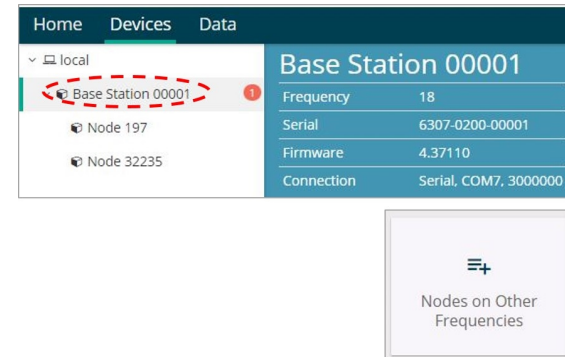 Home Devices Data
local
Base Station 00001 1
Node 197
Node 32235
Base Station 00001
Frequency 18
Serial 6307-0200-00001
Firmware 4.37110
Connection Serial, COM7, 3000000
Nodes on Other
Frequencies